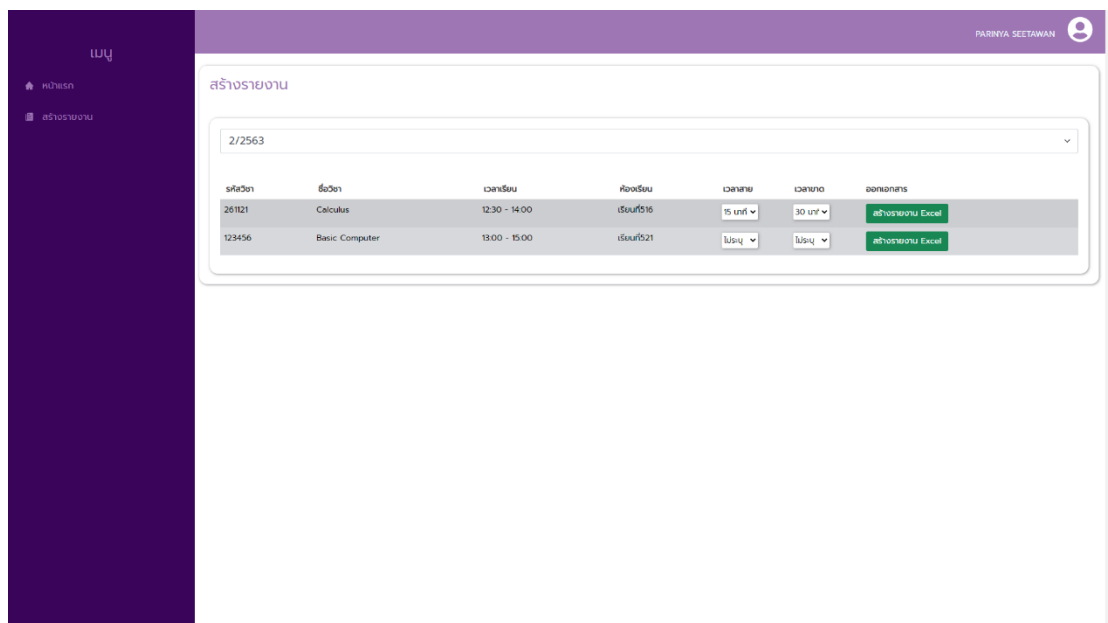 PARINYA SEETAWAN
เมนู
หน้าแรก
สร้างรายงาน
สร้างรายงาน
2/2563
รหัสวิชา ชื่อวิชา เวลาเรียน ห้องเรียน เวลาสาย เวลาขาด ออกเอกสาร
261121 Calculus 12:30 - 14:00 เรียนที่516 15 นาที 30 นาที สร้างรายงาน Excel
123456 Basic Computer 13:00 - 15:00 เรียนที่521 ไม่ระบุ ไม่ระบุ สร้างรายงาน Excel